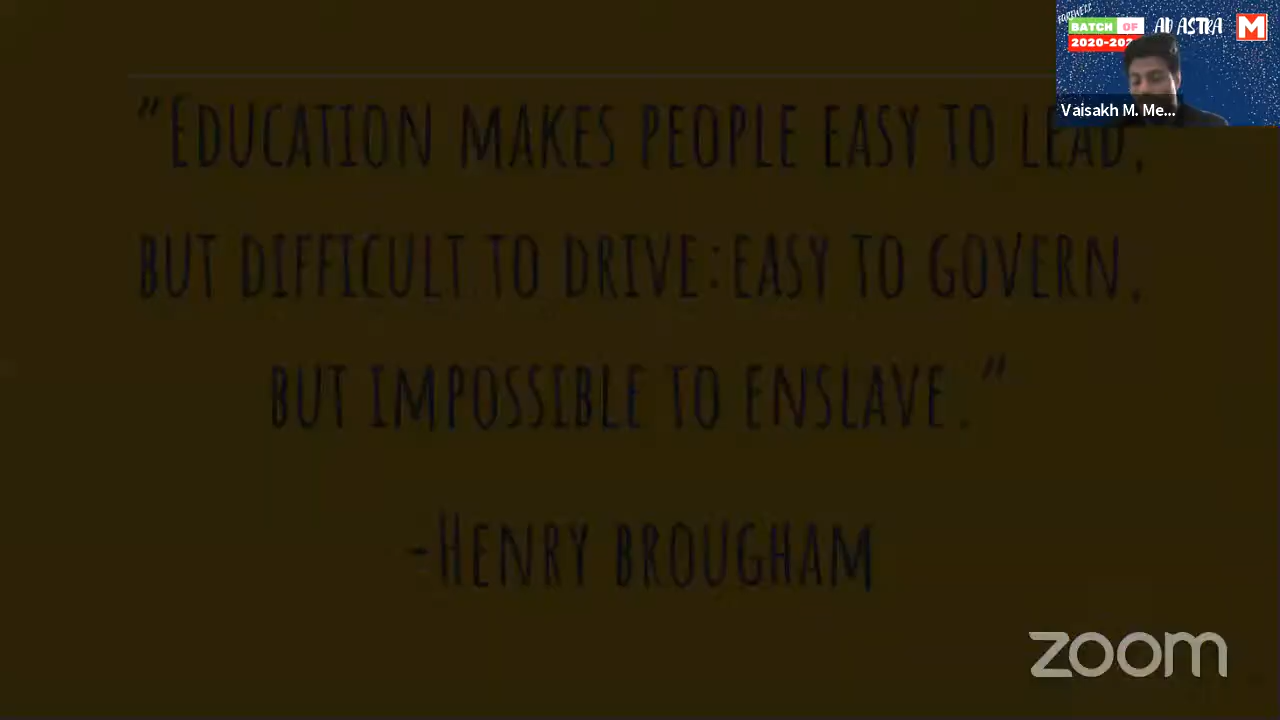 FAREWELL
BATCH OF
2020-202
AD ASTRA
M
Vaisakh M. Me...
“EDUCATION MAKES PEOPLE EASY TO LEAD,
BUT DIFFICULT TO DRIVE:EASY TO GOVERN,
BUT IMPOSSIBLE TO ENSLAVE.”
-HENRY BROUGHAM
zoom